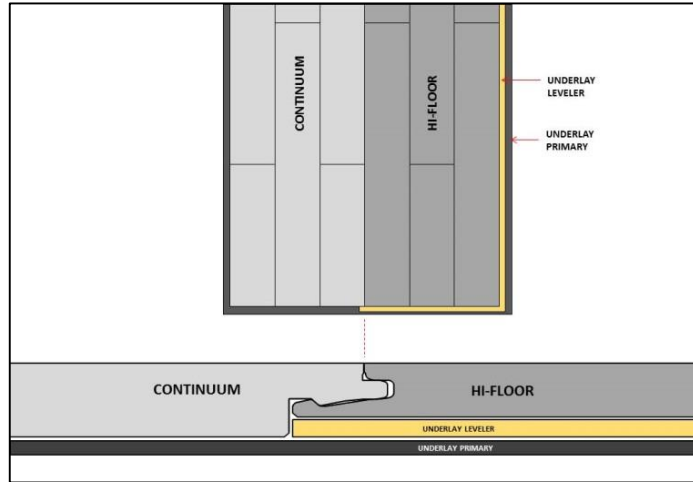 CONTINUUM
HI-FLOOR
UNDERLAY
LEVELER
UNDERLAY
PRIMARY
CONTINUUM
HI-FLOOR
UNDERLAY LEVELER
UNDERLAY PRIMARY